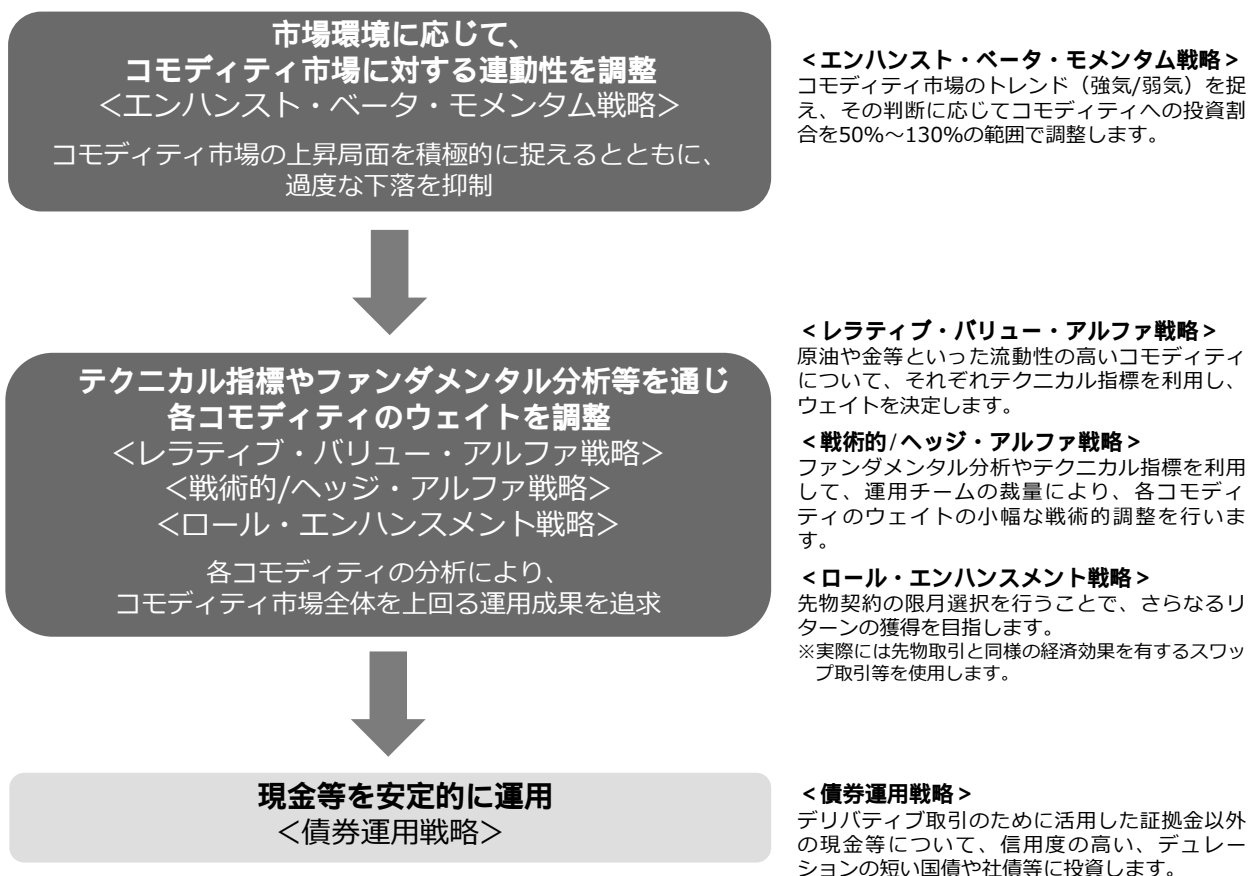 市場環境に応じて、
コモディティ市場に対する連動性を調整
＜エンハンスト・ベータ・モメンタム戦略＞
コモディティ市場の上昇局面を積極的に捉えるとともに、
過度な下落を抑制
＜エンハンスト・ベータ・モメンタム戦略＞
コモディティ市場のトレンド（強気/弱気）を捉
え、その判断に応じてコモディティへの投資割
合を50%～130%の範囲で調整します。
テクニカル指標やファンダメンタル分析等を通じ
各コモディティのウェイトを調整
＜レラティブ・バリュー・アルファ戦略＞
＜戦術的/ヘッジ・アルファ戦略＞
＜ロール・エンハンスメント戦略＞
各コモディティの分析により、
コモディティ市場全体を上回る運用成果を追求
＜レラティブ・バリュー・アルファ戦略＞
原油や金等といった流動性の高いコモディティ
について、それぞれテクニカル指標を利用し、
ウェイトを決定します。
＜戦術的/ヘッジ・アルファ戦略＞
ファンダメンタル分析やテクニカル指標を利用
して、運用チームの裁量により、各コモディ
ティのウェイトの小幅な戦術的調整を行いま
す。
＜ロール・エンハンスメント戦略＞
先物契約の限月選択を行うことで、さらなるリ
ターンの獲得を目指します。
※実際には先物取引と同様の経済効果を有するスワッ
プ取引等を使用します。
現金等を安定的に運用
＜債券運用戦略＞
＜債券運用戦略＞
デリバティブ取引のために活用した証拠金以外
の現金等について、信用度の高い、デュレー
ションの短い国債や社債等に投資します。